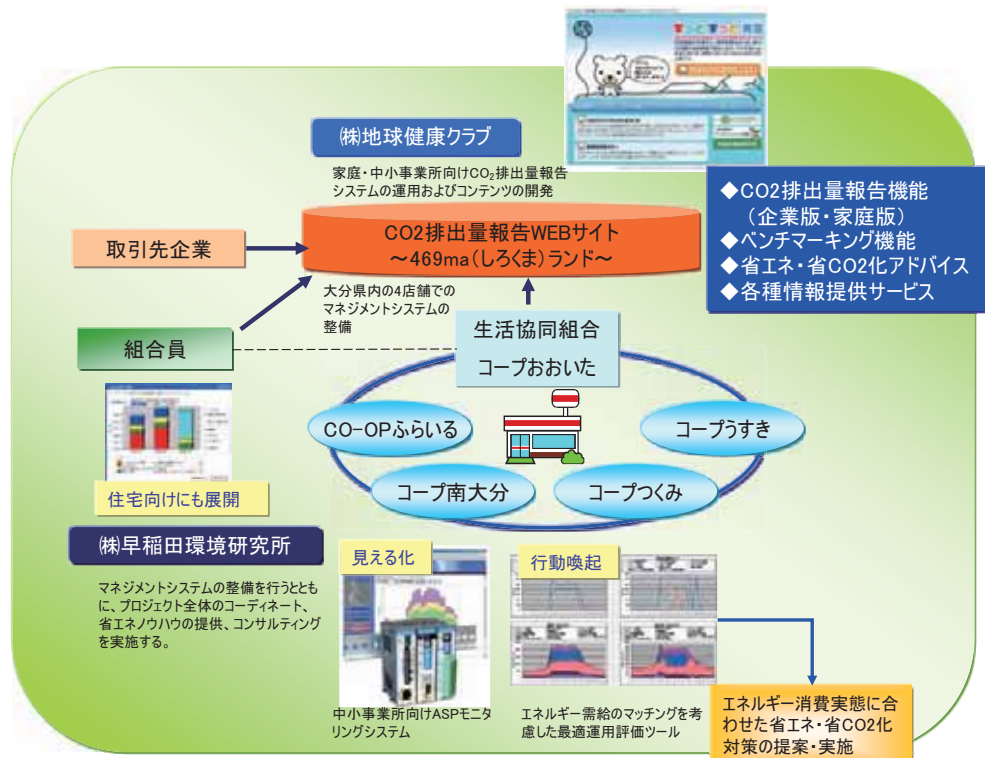 ㈱地球健康クラブ
家庭・中小事業所向けCO₂排出量報告
システムの運用およびコンテンツの開発
◆CO2排出量報告機能
（企業版・家庭版）
◆ベンチマーキング機能
◆省エネ・省CO2化アドバイス
◆各種情報提供サービス
取引先企業
CO2排出量報告WEBサイト
～469ma（しろくま）ランド～
大分県内の4店舗での
マネジメントシステムの
整備
組合員
生活協同組合
コープおおいた
CO-OPふらいる
コープうすき
コープ南大分
コープつくみ
住宅向けにも展開
㈱早稲田環境研究所
マネジメントシステムの整備を行うととも
に、プロジェクト全体のコーディネート、
省エネノウハウの提供、コンサルティング
を実施する。
見える化
中小事業所向けASPモニタ
リングシステム
行動喚起
エネルギー需給のマッチングを考
慮した最適運用評価ツール
エネルギー消費実態に合
わせた省エネ・省CO2化
対策の提案・実施